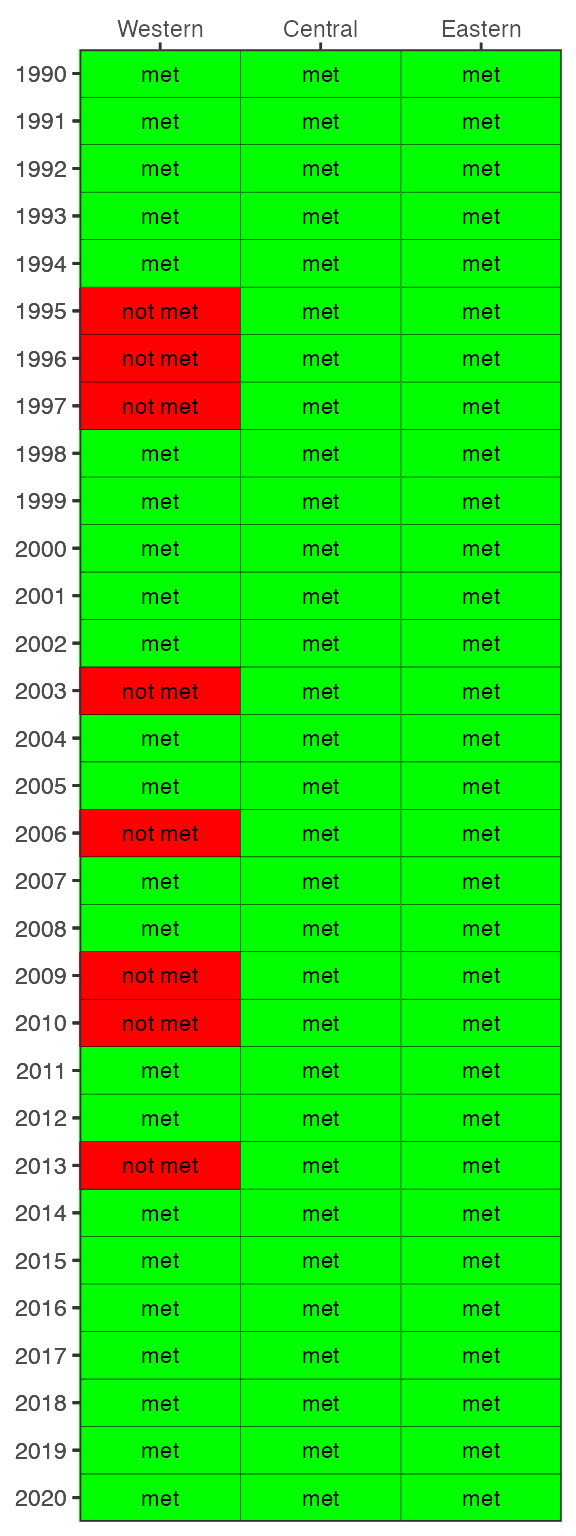 Western Central Eastern
1990 met met met
1991 met met met
1992 met met met
1993 met met met
1994 met met met
1995 not met met met
1996 not met met met
1997 not met met met
1998 met met met
1999 met met met
2000 met met met
2001 met met met
2002 met met met
2003 not met met met
2004 met met met
2005 met met met
2006 not met met met
2007 met met met
2008 met met met
2009 not met met met
2010 not met met met
2011 met met met
2012 met met met
2013 not met met met
2014 met met met
2015 met met met
2016 met met met
2017 met met met
2018 met met met
2019 met met met
2020 met met met